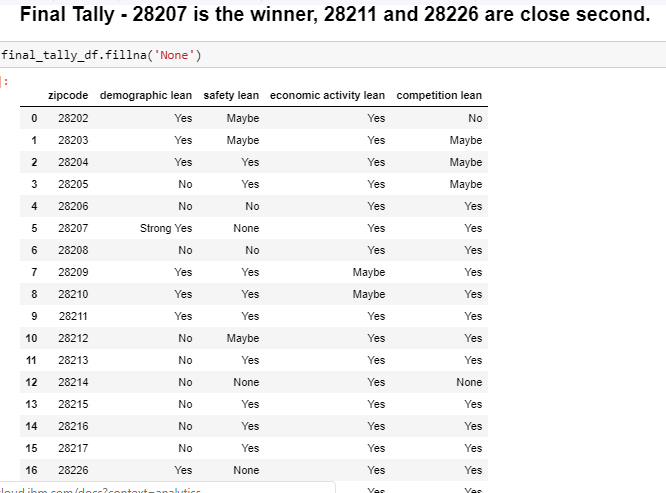 Final Tally - 28207 is the winner, 28211 and 28226 are close second.
final_tally_df.fillna('None')
]:
zipcode demographic lean safety lean economic activity lean competition lean
0 28202 Yes Maybe Yes No
1 28203 Yes Maybe Yes Maybe
2 28204 Yes Yes Yes Maybe
3 28205 No Yes Yes Maybe
4 28206 No No Yes Yes
5 28207 Strong Yes None Yes Yes
6 28208 No No Yes Yes
7 28209 Yes Yes Maybe Yes
8 28210 Yes Yes Maybe Yes
9 28211 Yes Yes Yes Yes
10 28212 No Maybe Yes Yes
11 28213 No Yes Yes Yes
12 28214 No None Yes None
13 28215 No Yes Yes Yes
14 28216 No Yes Yes Yes
15 28217 No Yes Yes Yes
16 28226 Yes None Yes Yes
cloud.ibm.com/docs?context=analytics Yes Yes